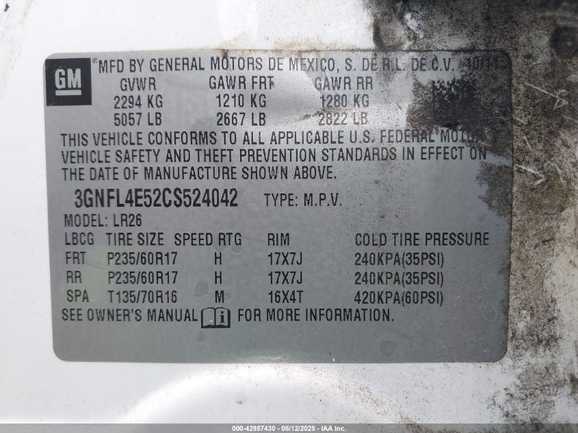 GM
*MFD BY GENERAL MOTORS DE MEXICO, S. DE R.L. DE C.V. 10/11
GVWR GAWR FRT GAWR RR
2294 KG 1210 KG 1280 KG
5057 LB 2667 LB 2822 LB
THIS VEHICLE CONFORMS TO ALL APPLICABLE U.S. FEDERAL MOTOR
VEHICLE SAFETY AND THEFT PREVENTION STANDARDS IN EFFECT ON
THE DATE OF MANUFACTURE SHOWN ABOVE.
3GNFL4E52CS524042 TYPE: M.P.V.
MODEL: LR26
LBCG TIRE SIZE SPEED RTG RIM COLD TIRE PRESSURE
FRT P235/60R17 H 17X7J 240KPA(35PSI)
RR P235/60R17 H 17X7J 240KPA(35PSI)
SPA T135/70R16 M 16X4T 420KPA(60PSI)
SEE OWNER'S MANUAL FOR MORE INFORMATION.
000-42957430 - 06/12/2025 - IAA Inc.